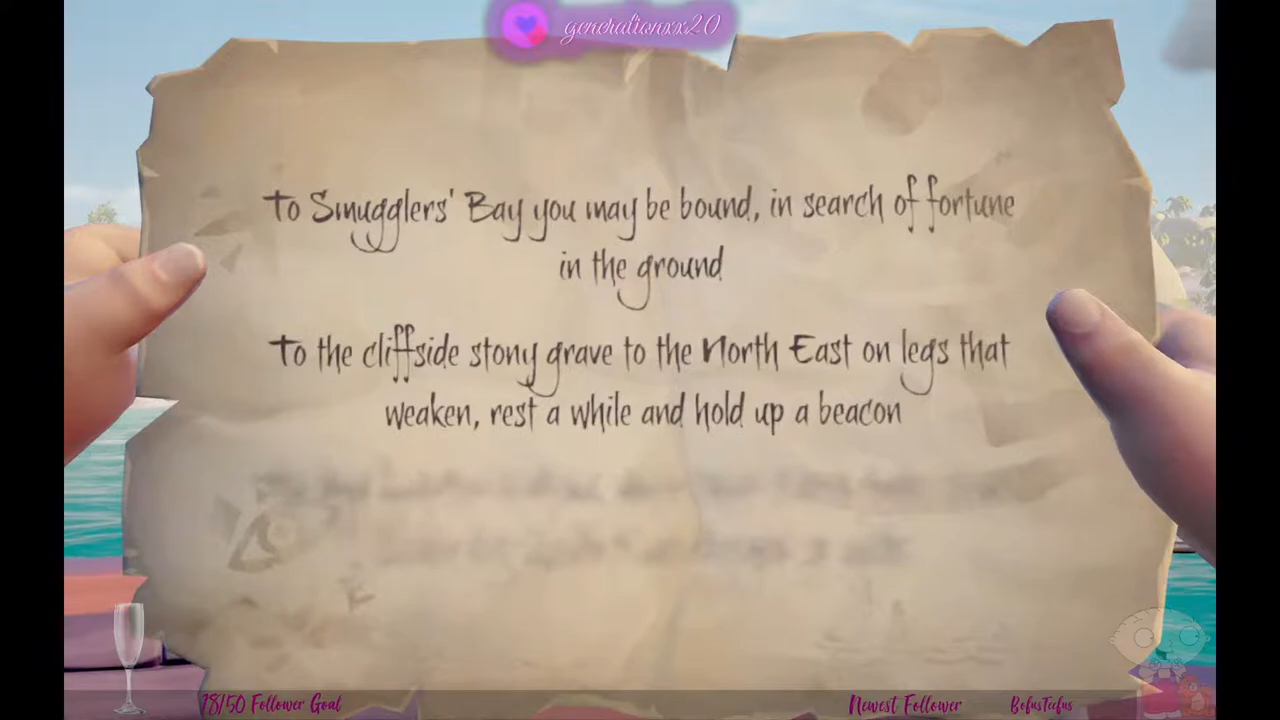 generationxx20
To Smugglers' Bay you may be bound, in search of fortune
in the ground
To the cliffside stony grave to the North East on legs that
weaken, rest a while and hold up a beacon
18/50 Follower Goal
Newest Follower
BofusTeefus